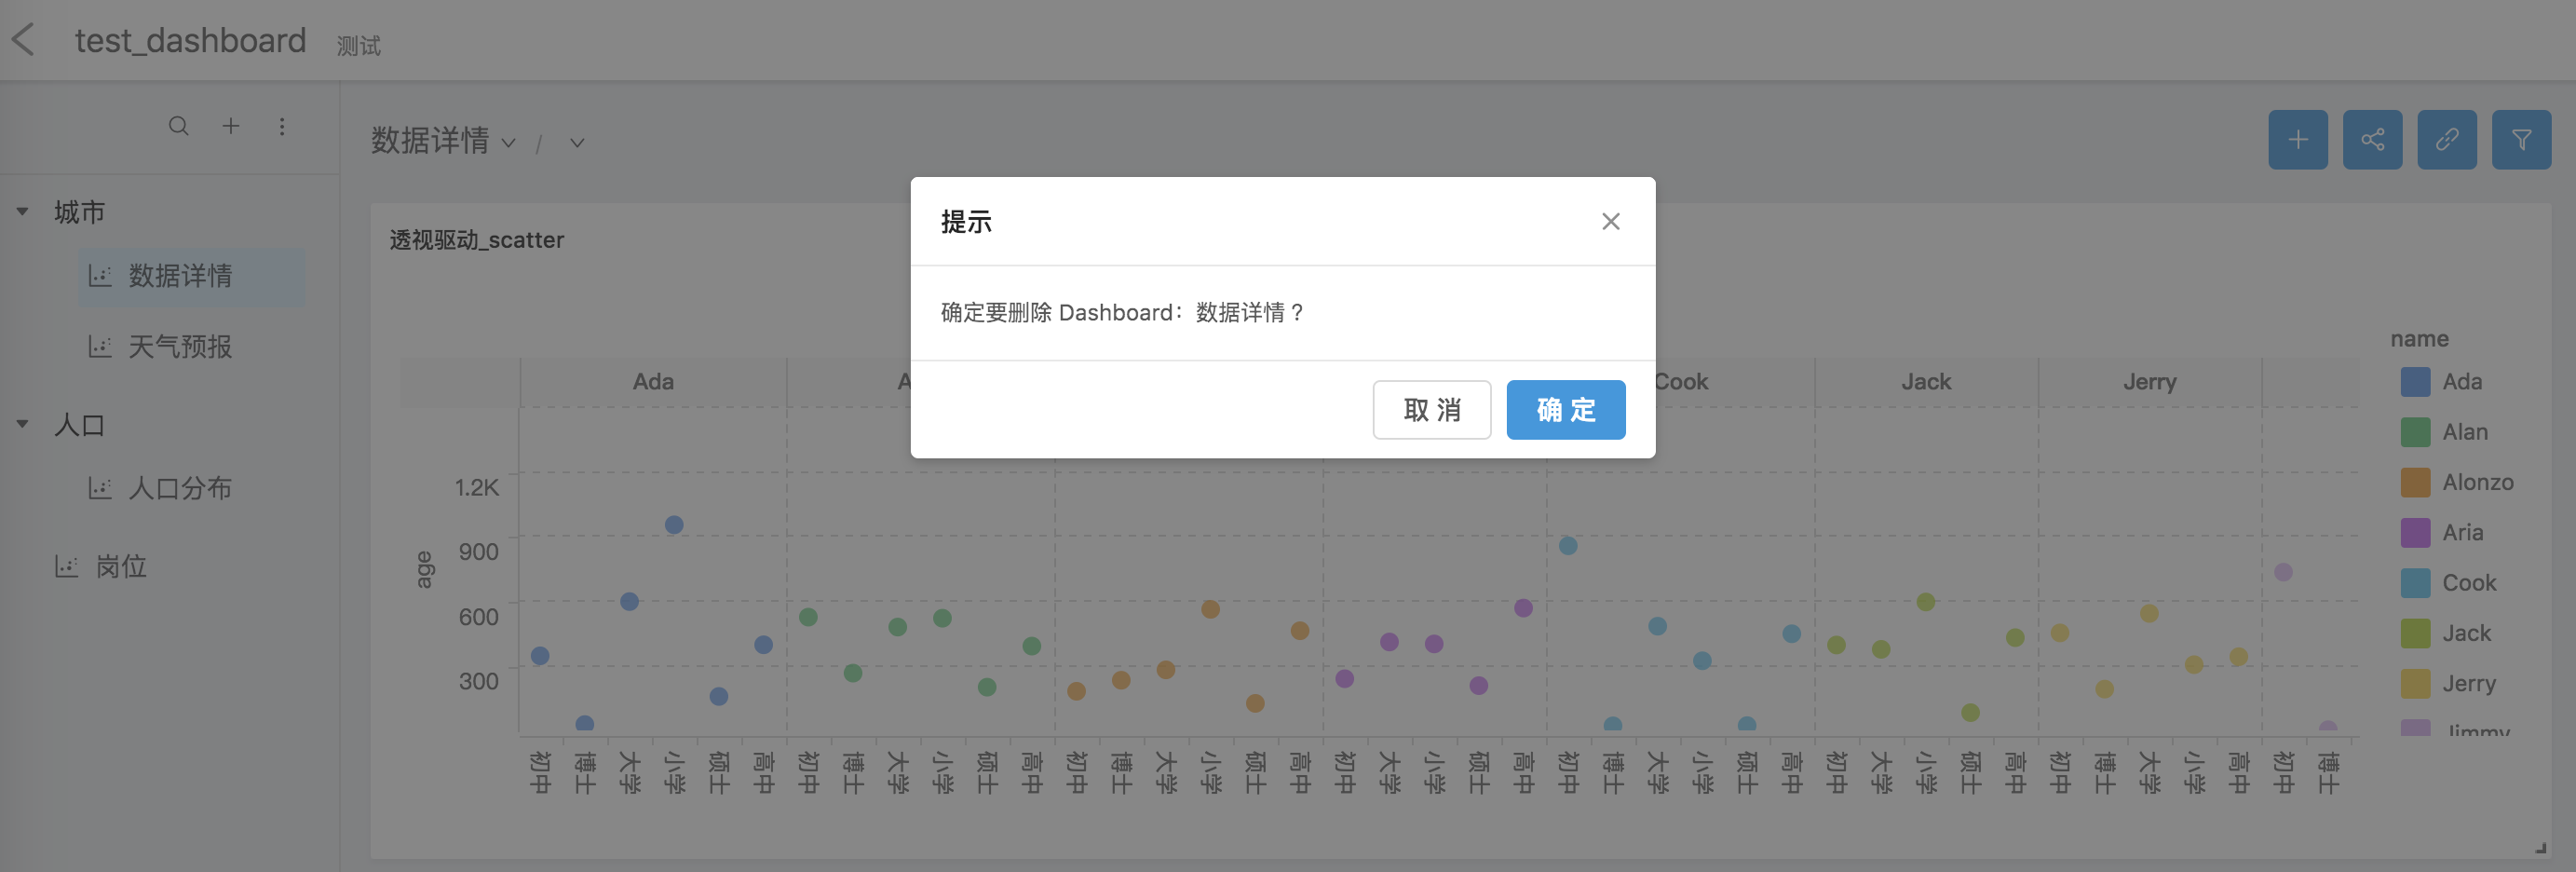 test_dashboard 测试
数据详情 /
城市
数据详情
天气预报
人口
人口分布
岗位
透视驱动_scatter
提示
确定要删除 Dashboard：数据详情？
取 消 确 定
Ada A Cook Jack Jerry
age
1.2K
900
600
300
初中 博士 大学 小学 硕士 高中 初中 博士 大学 小学 硕士 高中 初中 博士 大学 小学 硕士 高中 初中 大学 小学 硕士 高中 初中 博士 大学 小学 硕士 高中 初中 大学 小学 硕士 高中 初中 博士 大学 小学 高中 初中 博士
name
Ada
Alan
Alonzo
Aria
Cook
Jack
Jerry
Jimmy